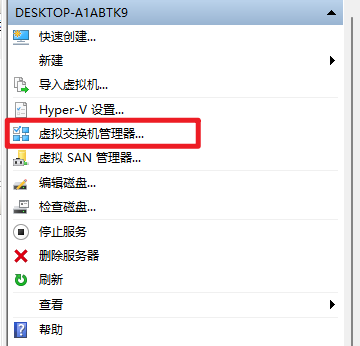 DESKTOP-A1ABTK9
快速创建...
新建
导入虚拟机...
Hyper-V 设置...
虚拟交换机管理器...
虚拟 SAN 管理器...
编辑磁盘...
检查磁盘...
停止服务
删除服务器
刷新
查看
帮助